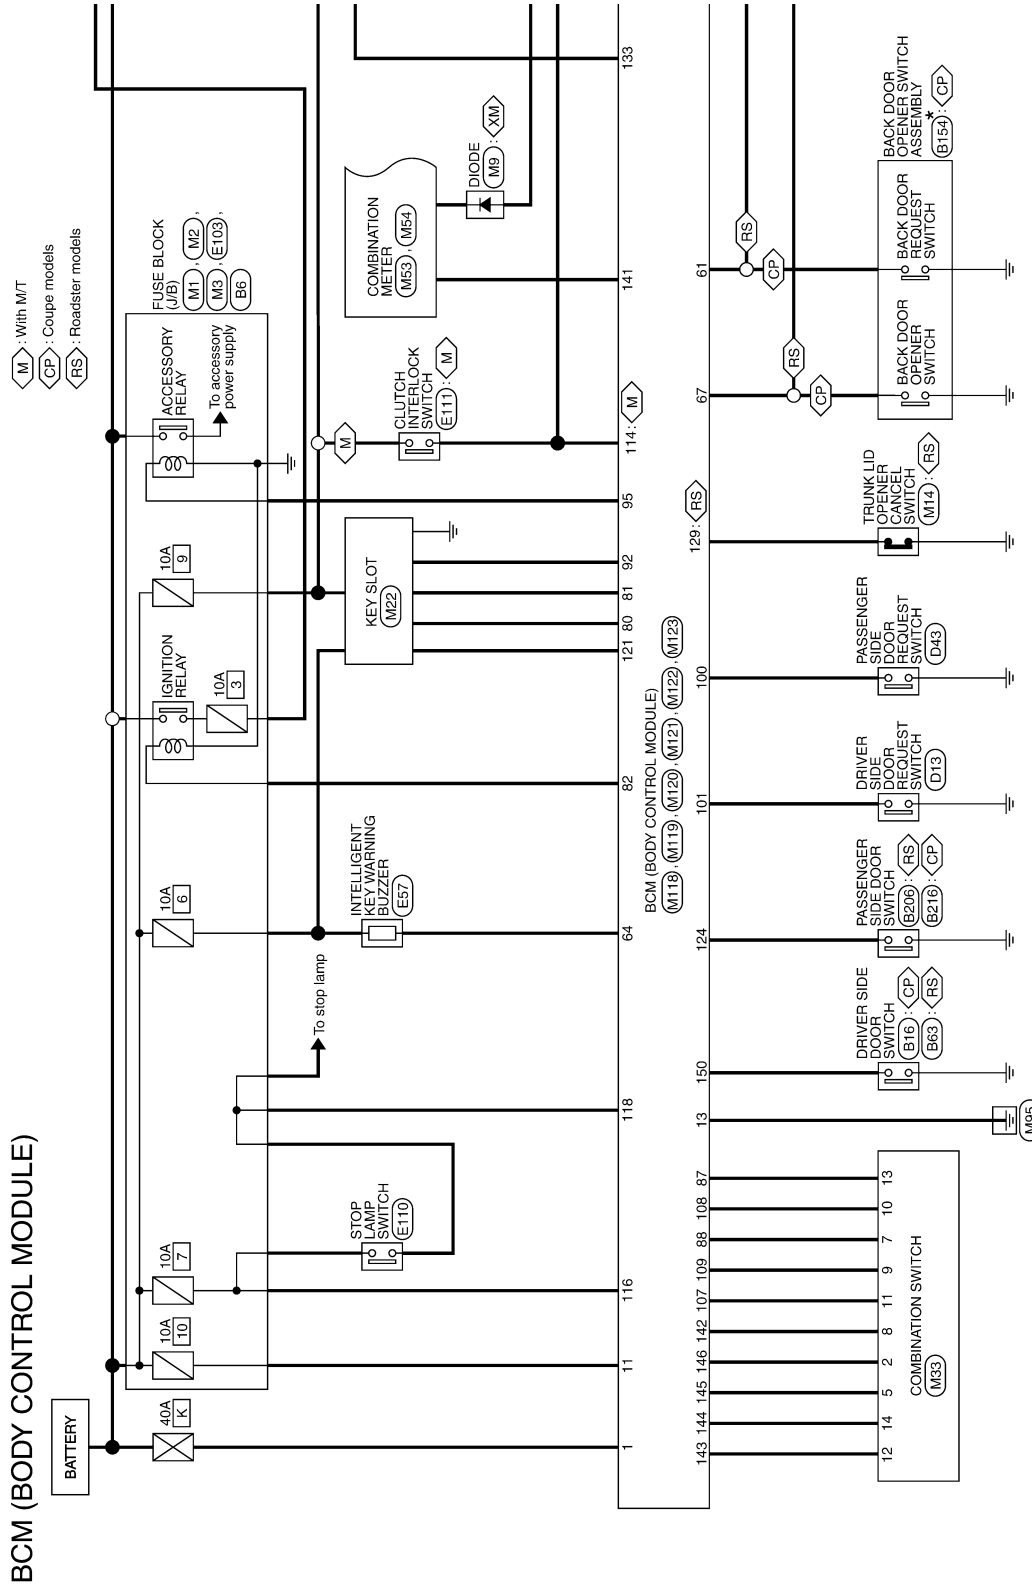 BCM (BODY CONTROL MODULE)
M : With M/T
CP : Coupe models
RS : Roadster models
BATTERY
40A
K
10A
10
10A
7
10A
6
IGNITION
RELAY
10A
3
10A
9
ACCESSORY
RELAY
To accessory
power supply
FUSE BLOCK
(J/B)
M1 , M2 ,
M3 , E103 ,
B6
STOP
LAMP
SWITCH
E110
To stop lamp
INTELLIGENT
KEY WARNING
BUZZER
E57
KEY SLOT
M22
M
CLUTCH
INTERLOCK
SWITCH
E111 : M
COMBINATION
METER
M53 , M54
DIODE
M9 : XM
1
11
116
118
64
82
121
80
81
92
95
114: M
141
133
BCM (BODY CONTROL MODULE)
M118 , M119 , M120 , M121 , M122 , M123
143
144
145
146
142
107
109
88
108
87
13
150
124
101
100
129: RS
67
61
12
14
5
2
8
11
9
7
10
13
COMBINATION SWITCH
M33
M95
DRIVER SIDE
DOOR
SWITCH
B16 : CP
B63 : RS
PASSENGER
SIDE DOOR
SWITCH
B206 : RS
B216 : CP
DRIVER
SIDE
DOOR
REQUEST
SWITCH
D13
PASSENGER
SIDE
DOOR
REQUEST
SWITCH
D43
TRUNK LID
OPENER
CANCEL
SWITCH
M14 : RS
RS
CP
RS
CP
BACK DOOR
OPENER
SWITCH
BACK DOOR
REQUEST
SWITCH
BACK DOOR
OPENER SWITCH
ASSEMBLY
B154 * : CP